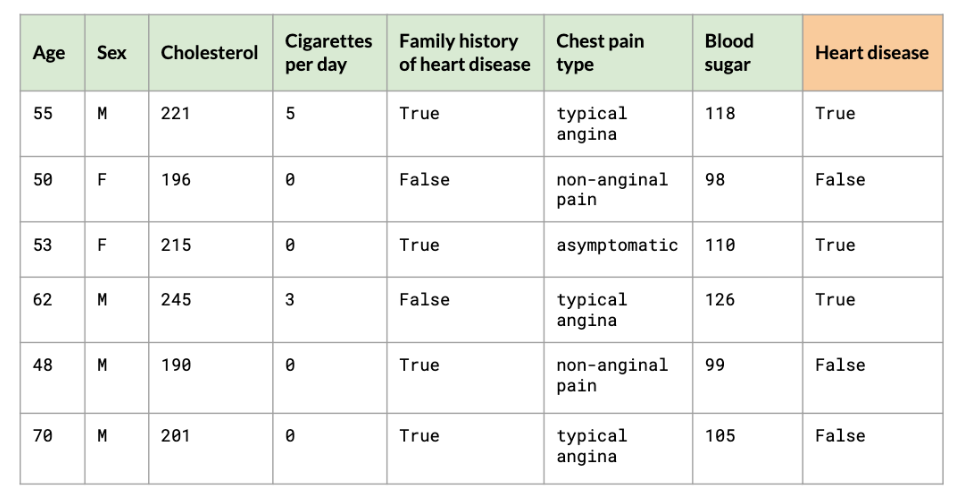 Age Sex Cholesterol Cigarettes per day Family history of heart disease Chest pain type Blood sugar Heart disease
55 M 221 5 True typical angina 118 True
50 F 196 0 False non-anginal pain 98 False
53 F 215 0 True asymptomatic 110 True
62 M 245 3 False typical angina 126 True
48 M 190 0 True non-anginal pain 99 False
70 M 201 0 True typical angina 105 False